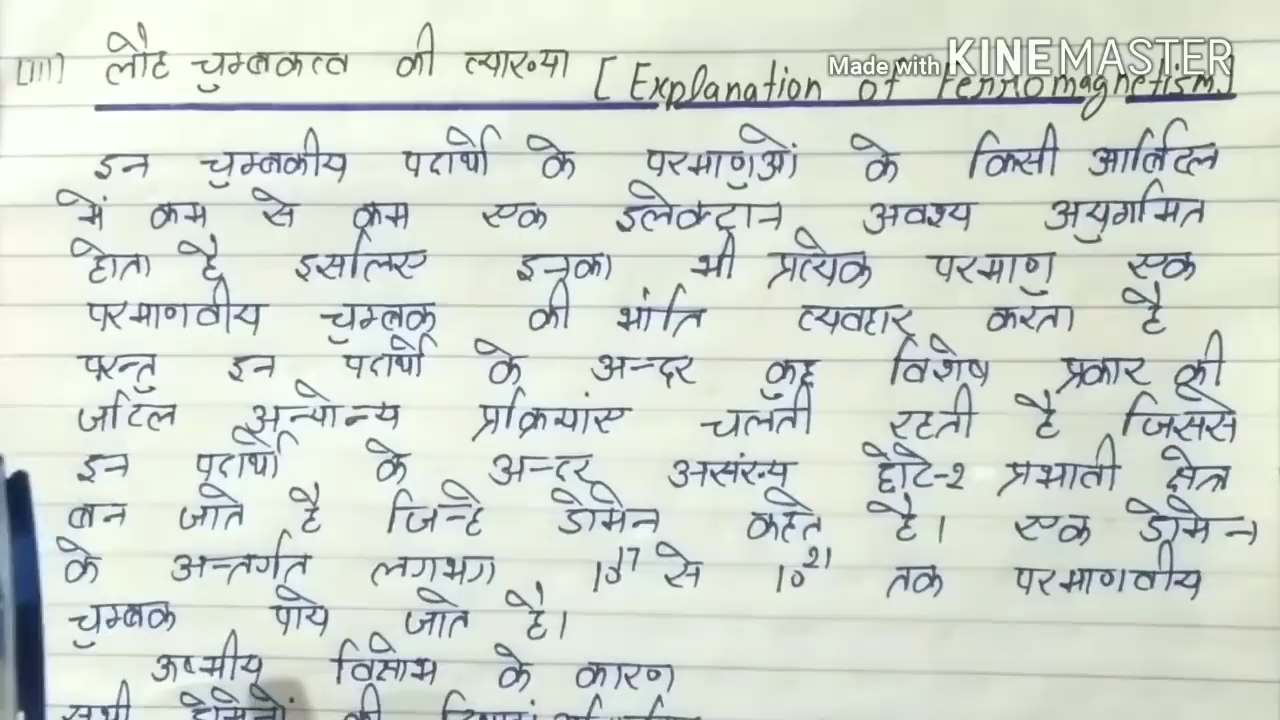 (III) लौह चुम्बकत्व की व्याख्या [Explanation of Ferromagnetism.]
Made with KINEMASTER
इन चुम्बकीय पदार्थो के परमाणुओं के किसी आर्विटल
में कम से कम एक इलेक्ट्रान अवश्य अयुगमित
होता है इसलिए इनका भी प्रत्येक परमाणु एक
परमाणवीय चुम्बक की भांति व्यवहार करता है
परन्तु इन पदार्थो के अन्दर कुछ विशेष प्रकार की
जटिल अन्योन्य प्रक्रियांए चलती रहती है जिससे
इन पदार्थो के अन्दर असंख्य छोटे-२ प्रभावी क्षेत्र
बन जाते है जिन्हे डोमेन कहते है। एक डोमेन
के अन्तर्गत लगभग 10¹⁷ से 10²¹ तक परमाणवीय
चुम्बक पाये जाते है।
ऊष्मीय विक्षोभ के कारण
सभी डोमेनों की